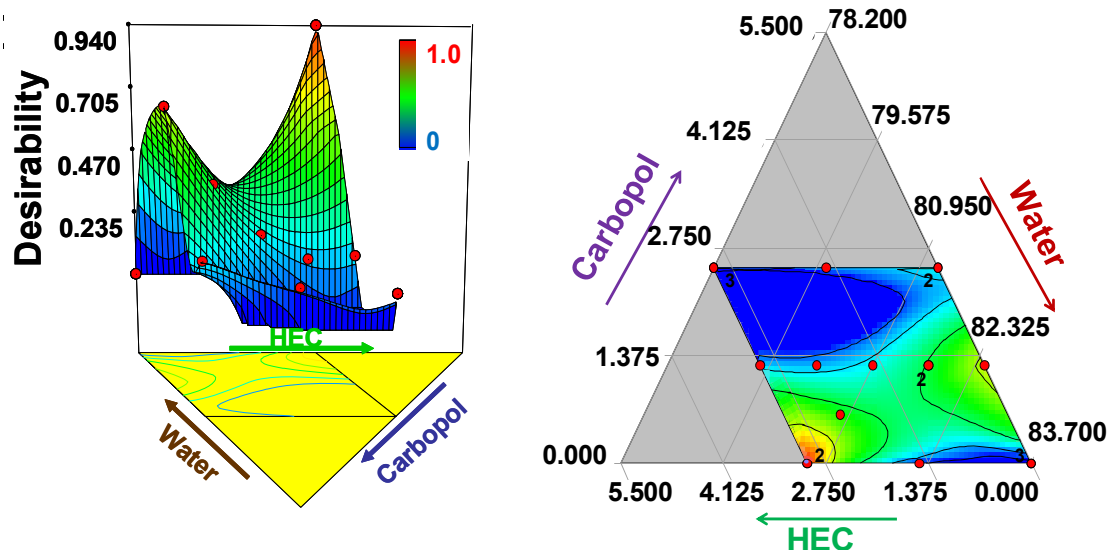 0.940
0.705
0.470
0.235
Desirability
1.0
0
HEC
Water
Carbopol
5.500
78.200
4.125
79.575
2.750
80.950
1.375
82.325
0.000
83.700
Carbopol
Water
3
2
2
2
3
5.500 4.125 2.750 1.375 0.000
HEC